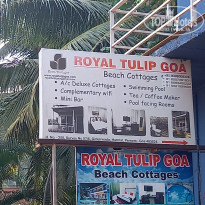 ROYAL TULIP GOA
Beach Cottages
• A/c Deluxe Cottages
• Complementary wifi
• Mini Bar
• Swimming Pool
• Tea / Coffee Maker
• Pool facing Rooms
ROYAL TULIP GOA
Beach Cottages